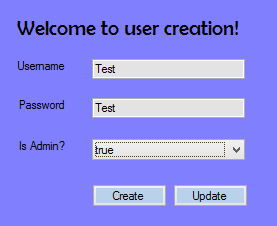 Welcome to user creation!
Username Test
Password Test
Is Admin? true
Create Update